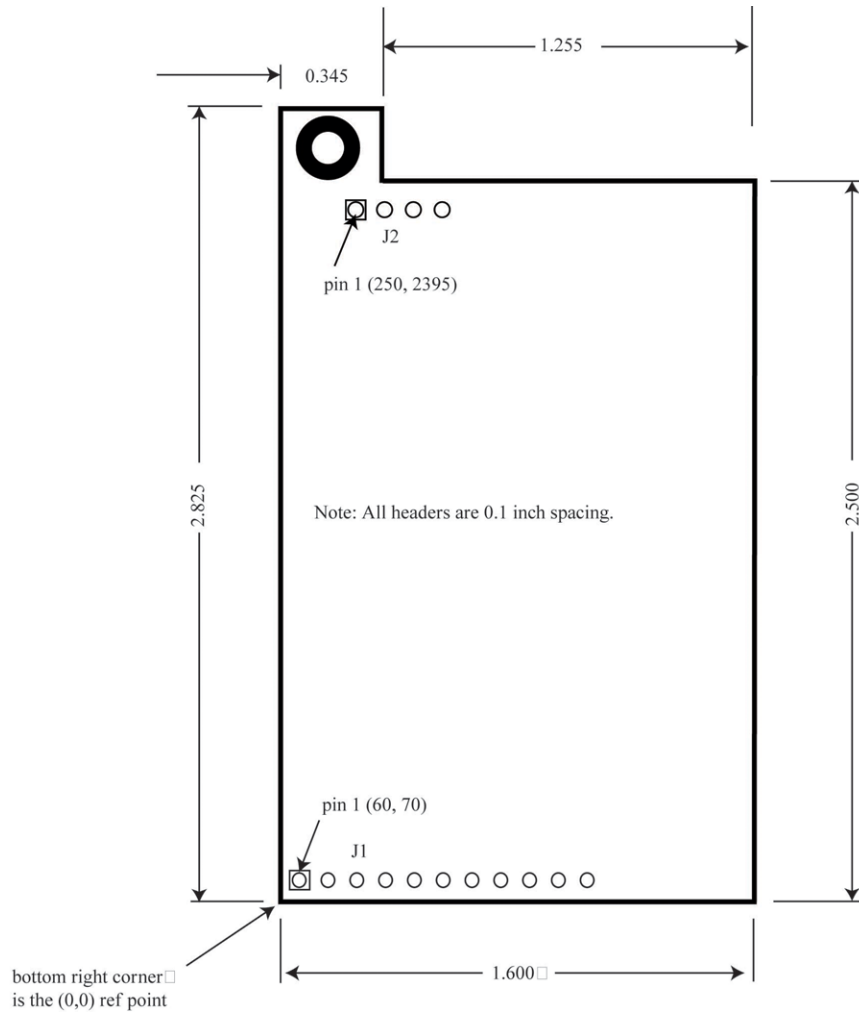 1.255
0.345
J2
pin 1 (250, 2395)
2.825
2.500
Note: All headers are 0.1 inch spacing.
pin 1 (60, 70)
J1
1.600□
bottom right corner□
is the (0,0) ref point